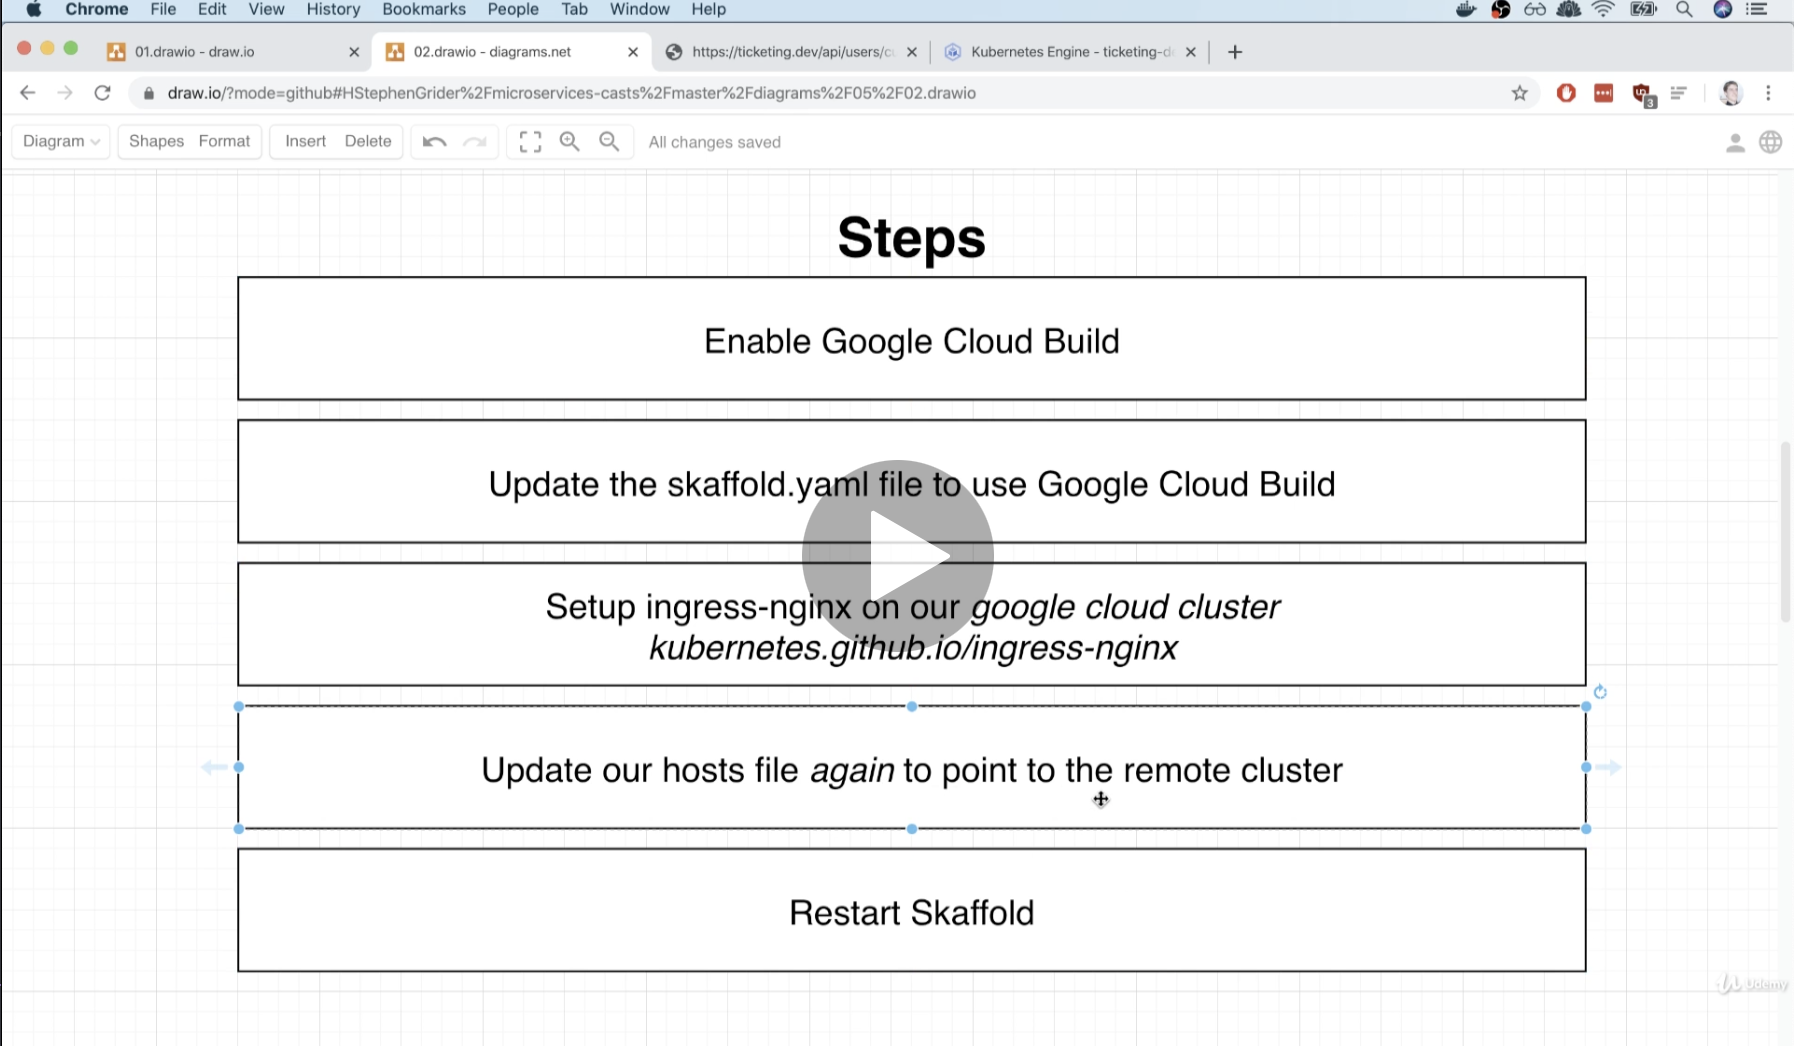 Chrome File Edit View History Bookmarks People Tab Window Help
01.drawio - draw.io
02.drawio - diagrams.net
https://ticketing.dev/api/users/cu
Kubernetes Engine - ticketing-de
draw.io/?mode=github#HStephenGrider%2Fmicroservices-casts%2Fmaster%2Fdiagrams%2F05%2F02.drawio
3
Diagram Shapes Format Insert Delete All changes saved
Steps
Enable Google Cloud Build
Update the skaffold.yaml file to use Google Cloud Build
Setup ingress-nginx on our google cloud cluster
kubernetes.github.io/ingress-nginx
Update our hosts file again to point to the remote cluster
Restart Skaffold
Udemy